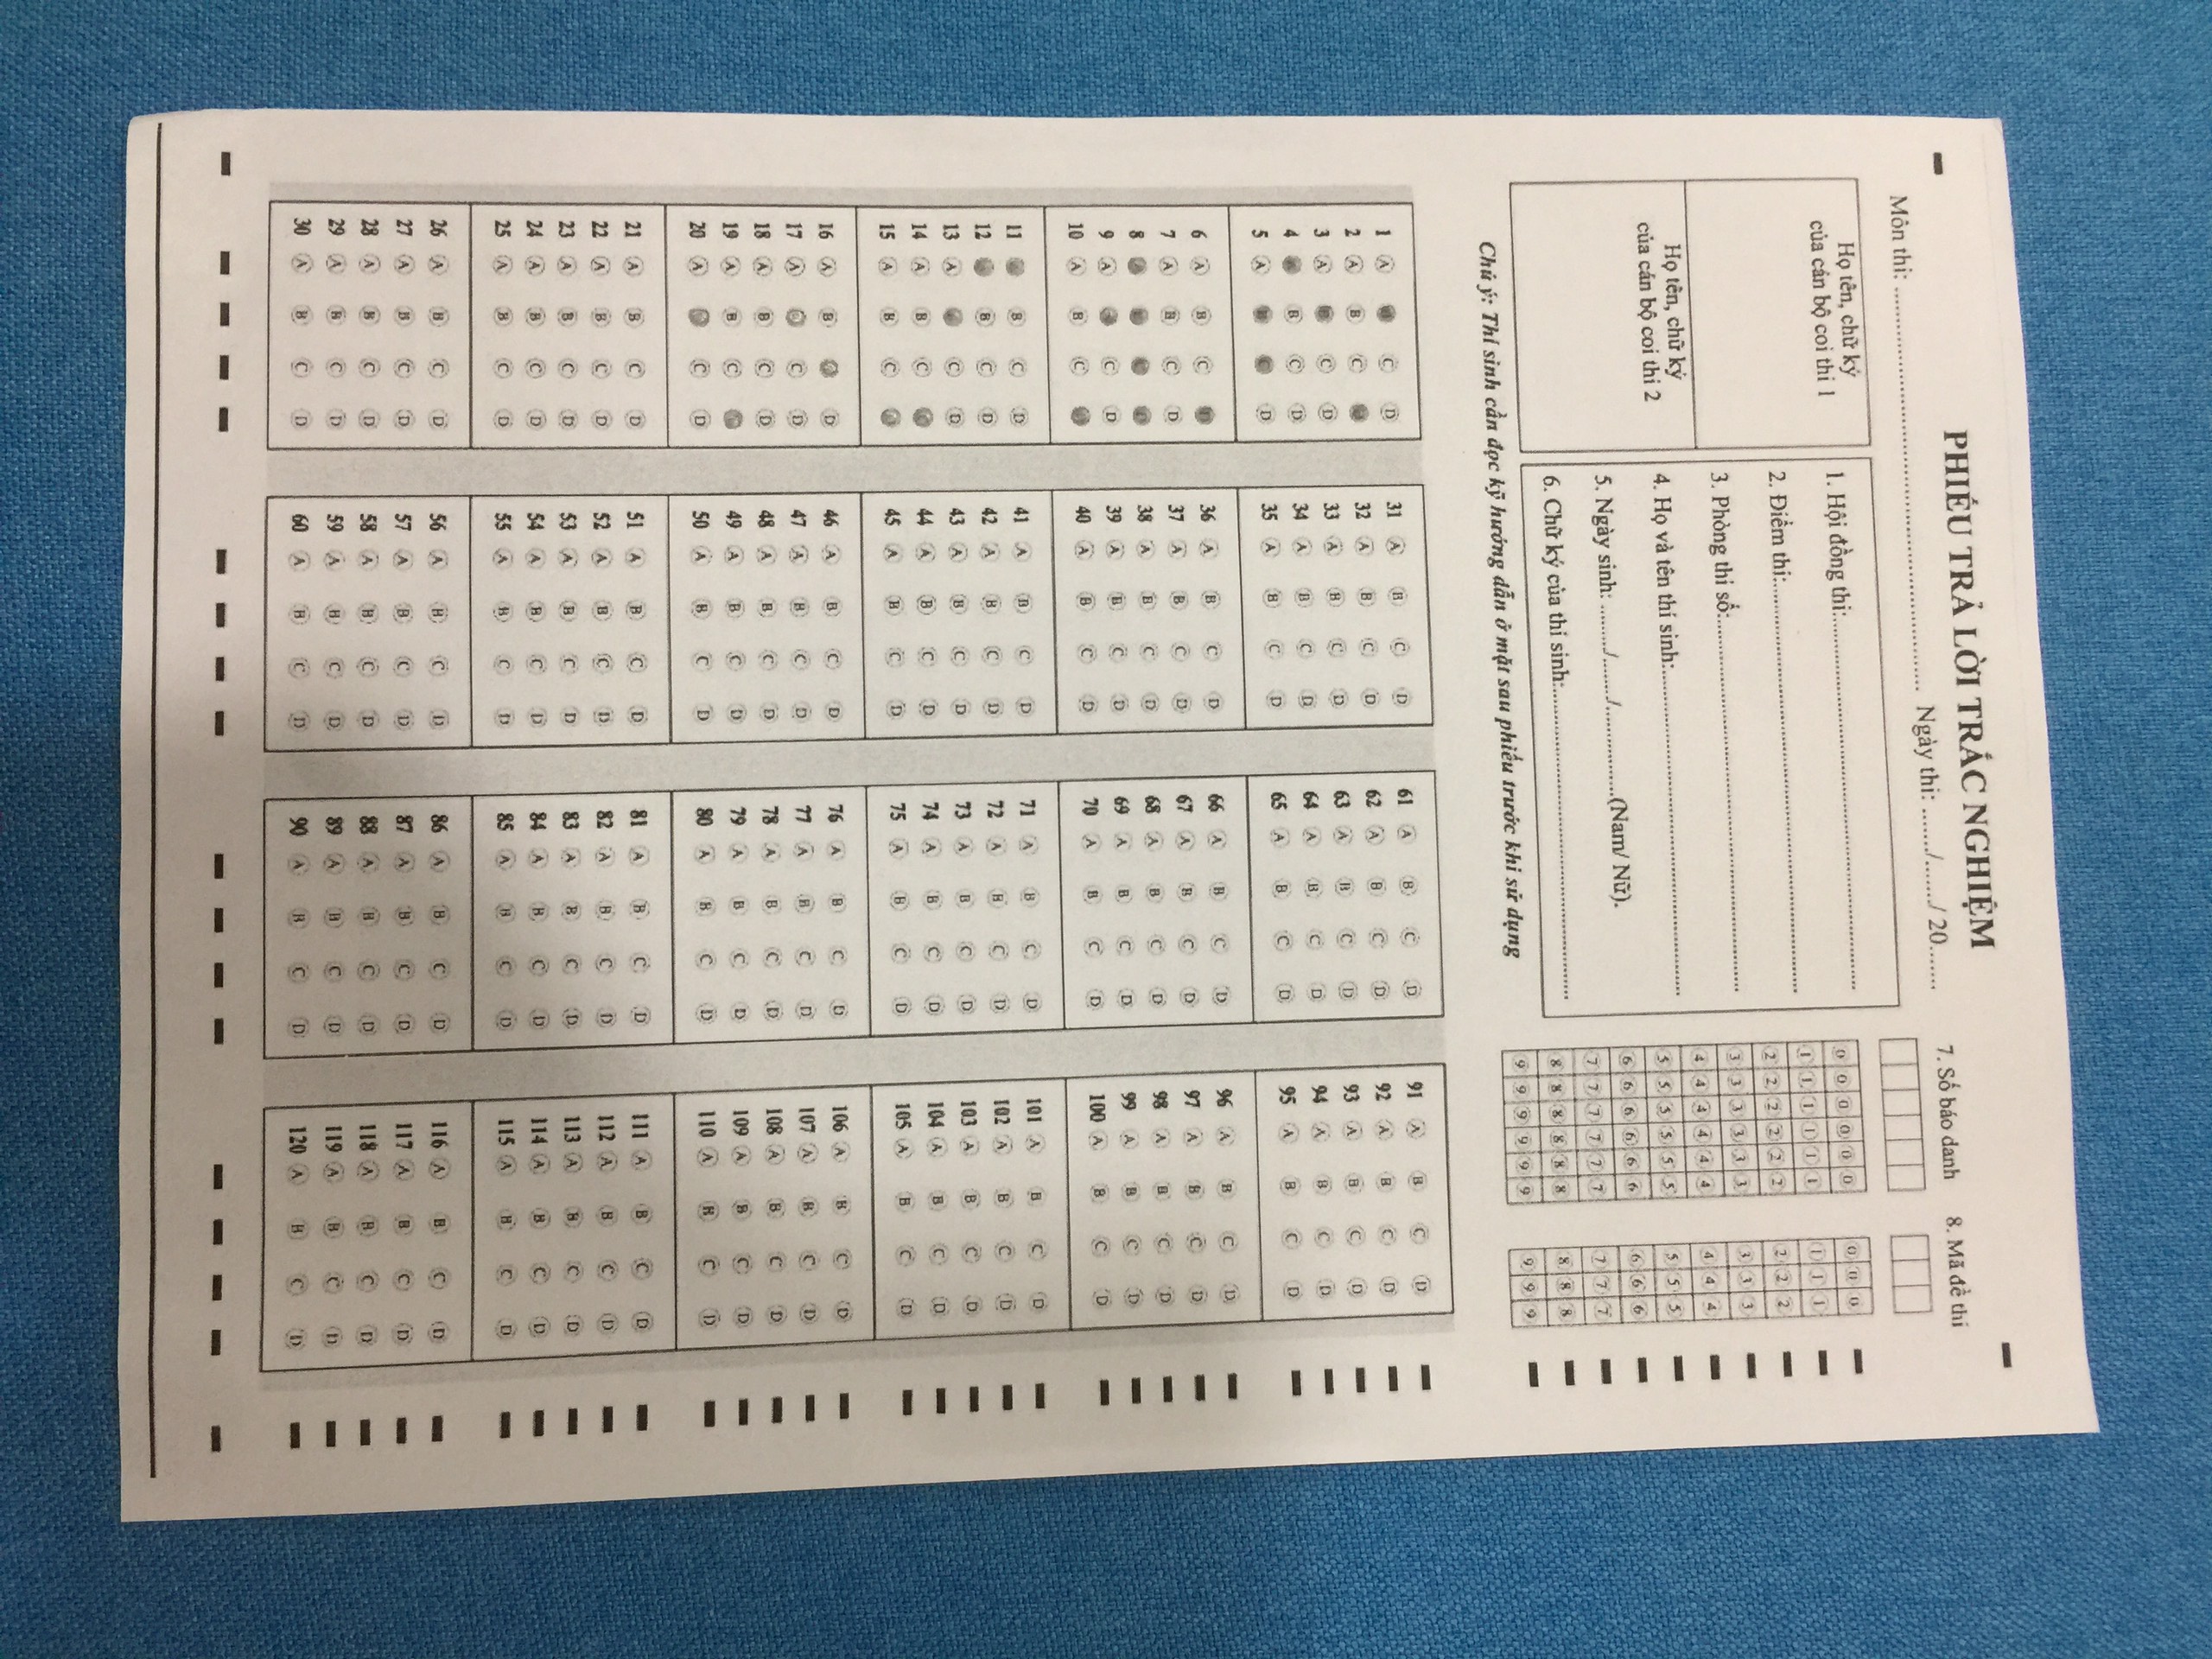 PHIẾU TRẢ LỜI TRẮC NGHIỆM
Môn thi: ........ Ngày thi: ......./......./ 20.......
Họ tên, chữ ký
của cán bộ coi thi 1
Họ tên, chữ ký
của cán bộ coi thi 2
1. Hội đồng thi:
2. Điểm thi:
3. Phòng thi số:
4. Họ và tên thí sinh:
5. Ngày sinh: ........./......../..................(Nam/ Nữ).
6. Chữ ký của thí sinh:
7. Số báo danh
0 0 0 0 0 0
1 1 1 1 1 1
2 2 2 2 2 2
3 3 3 3 3 3
4 4 4 4 4 4
5 5 5 5 5 5
6 6 6 6 6 6
7 7 7 7 7 7
8 8 8 8 8 8
9 9 9 9 9 9
8. Mã đề thi
0 0 0
1 1 1
2 2 2
3 3 3
4 4 4
5 5 5
6 6 6
7 7 7
8 8 8
9 9 9
Chú ý: Thí sinh cần đọc kỹ hướng dẫn ở mặt sau phiếu trước khi sử dụng
1 A C D
2 A B C
3 A C D
4 B C D
5 A D
6 A B C
7 A B C D
8
9 A C D
10 A B C
11 B C D
12 B C D
13 A C D
14 A B C
15 A B C
16 A B D
17 A C D
18 A B C D
19 A B C
20 A C D
21 A B C D
22 A B C D
23 A B C D
24 A B C D
25 A B C D
26 A B C D
27 A B C D
28 A B C D
29 A B C D
30 A B C D
31 A B C D
32 A B C D
33 A B C D
34 A B C D
35 A B C D
36 A B C D
37 A B C D
38 A B C D
39 A B C D
40 A B C D
41 A B C D
42 A B C D
43 A B C D
44 A B C D
45 A B C D
46 A B C D
47 A B C D
48 A B C D
49 A B C D
50 A B C D
51 A B C D
52 A B C D
53 A B C D
54 A B C D
55 A B C D
56 A B C D
57 A B C D
58 A B C D
59 A B C D
60 A B C D
61 A B C D
62 A B C D
63 A B C D
64 A B C D
65 A B C D
66 A B C D
67 A B C D
68 A B C D
69 A B C D
70 A B C D
71 A B C D
72 A B C D
73 A B C D
74 A B C D
75 A B C D
76 A B C D
77 A B C D
78 A B C D
79 A B C D
80 A B C D
81 A B C D
82 A B C D
83 A B C D
84 A B C D
85 A B C D
86 A B C D
87 A B C D
88 A B C D
89 A B C D
90 A B C D
91 A B C D
92 A B C D
93 A B C D
94 A B C D
95 A B C D
96 A B C D
97 A B C D
98 A B C D
99 A B C D
100 A B C D
101 A B C D
102 A B C D
103 A B C D
104 A B C D
105 A B C D
106 A B C D
107 A B C D
108 A B C D
109 A B C D
110 A B C D
111 A B C D
112 A B C D
113 A B C D
114 A B C D
115 A B C D
116 A B C D
117 A B C D
118 A B C D
119 A B C D
120 A B C D